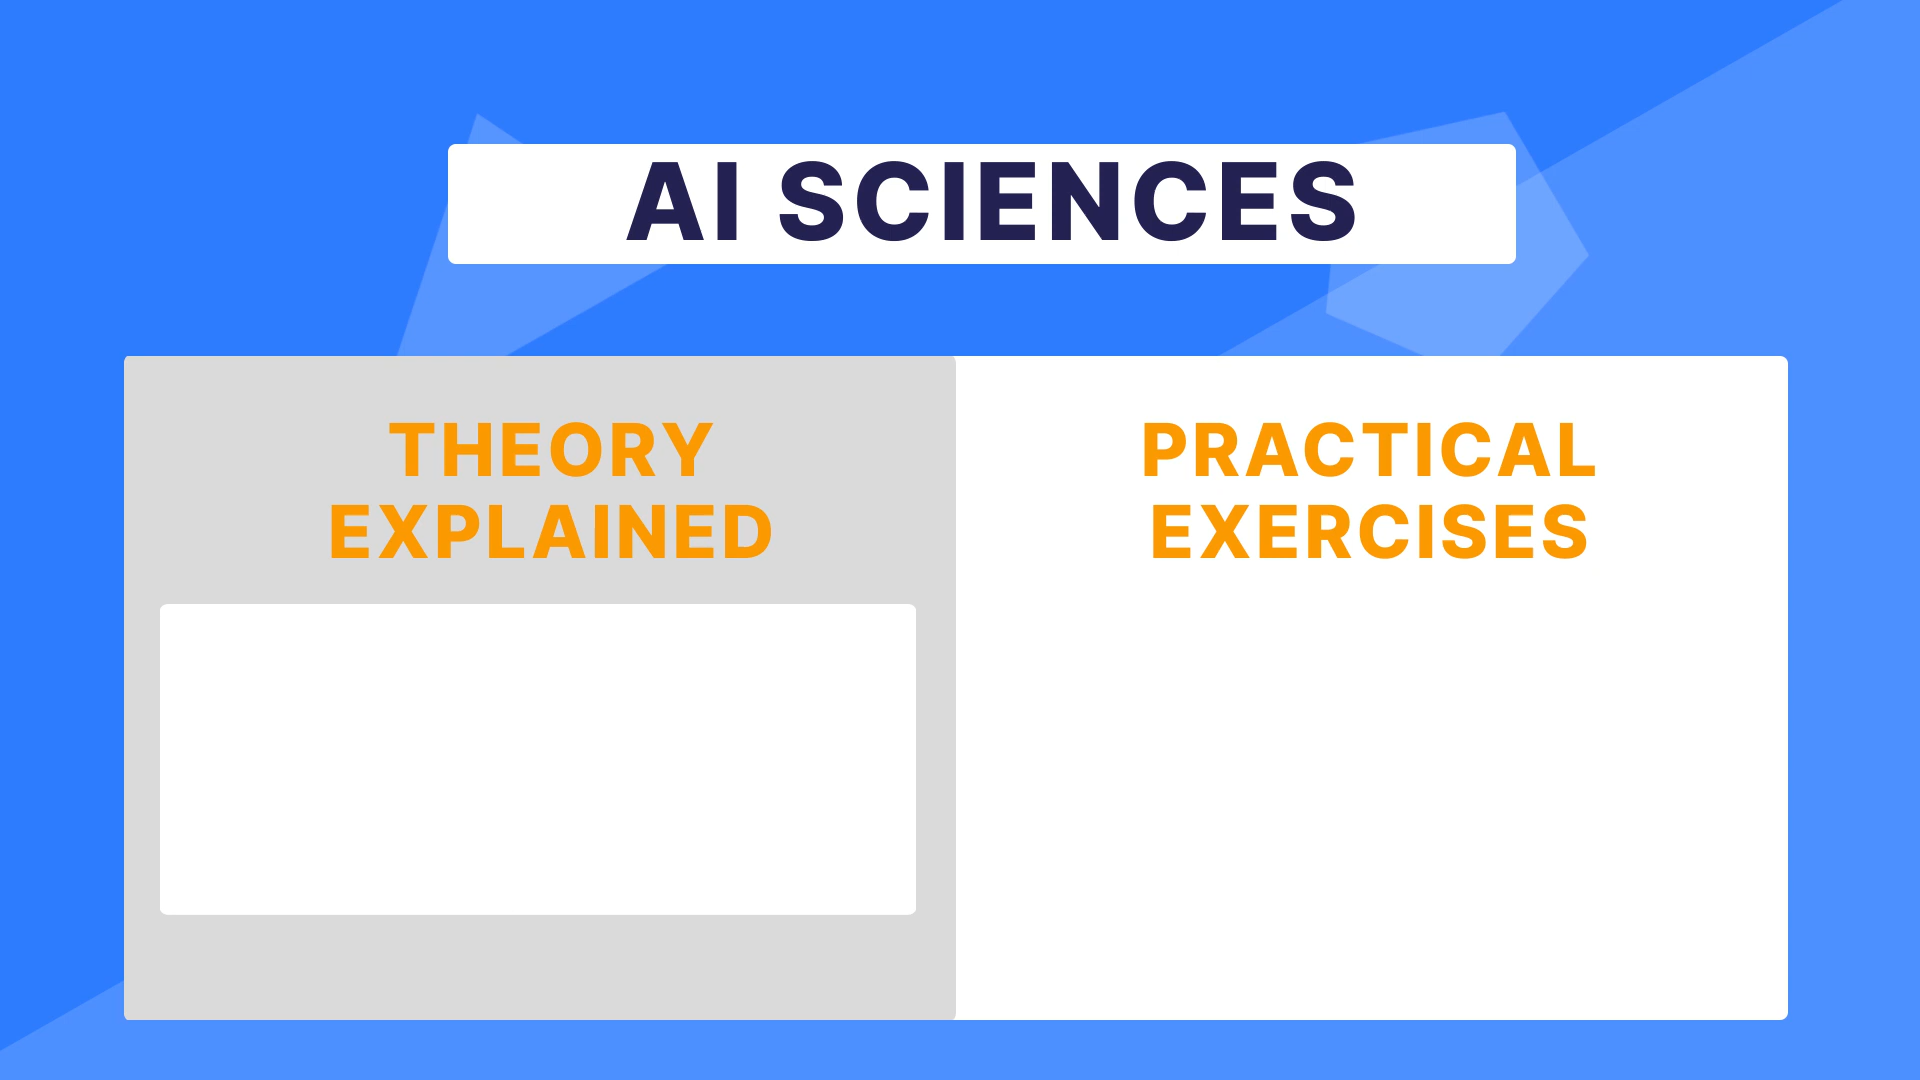 AI SCIENCES
THEORY
EXPLAINED
PRACTICAL
EXERCISES